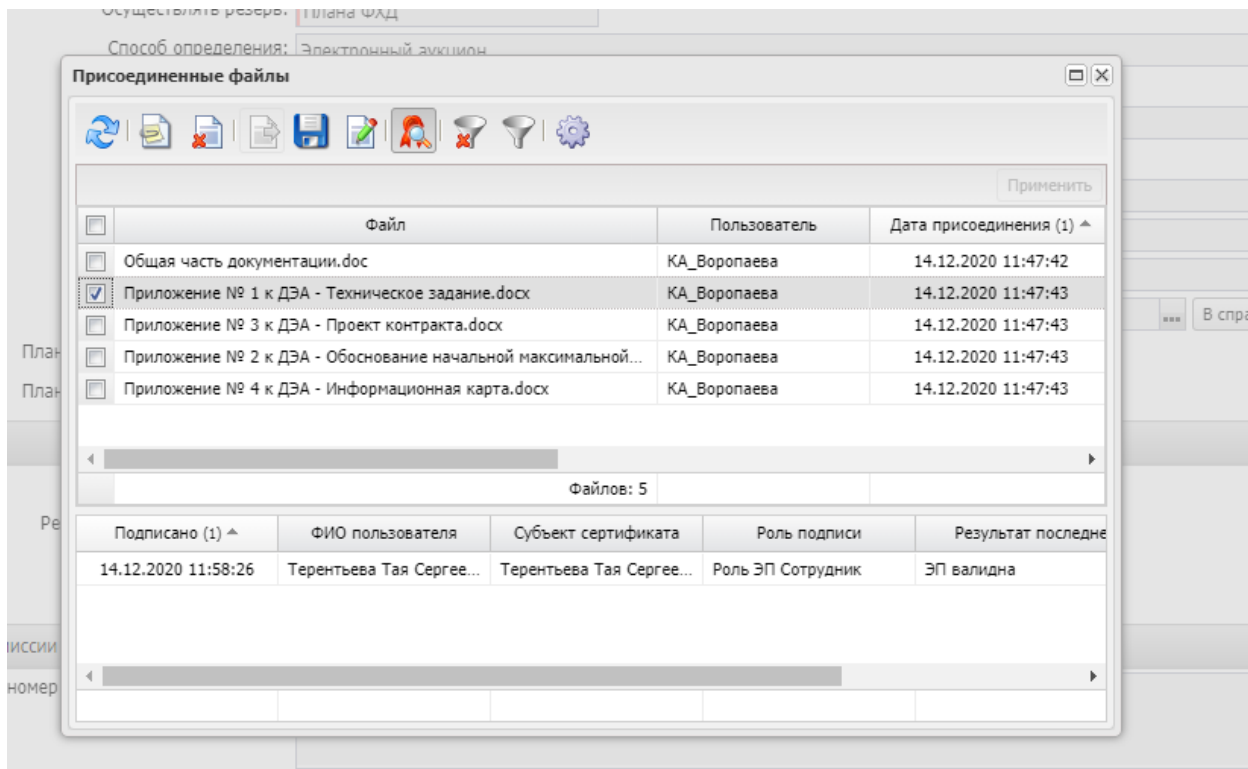 Осуществлять резерв: Плана ФХД
Способ определения: Электронный аукцион
Присоединенные файлы
Применить
Файл Пользователь Дата присоединения (1)
Общая часть документации.doc КА_Воропаева 14.12.2020 11:47:42
Приложение № 1 к ДЭА - Техническое задание.docx КА_Воропаева 14.12.2020 11:47:43
Приложение № 3 к ДЭА - Проект контракта.docx КА_Воропаева 14.12.2020 11:47:43
... В спра
Приложение № 2 к ДЭА - Обоснование начальной максимальной... КА_Воропаева 14.12.2020 11:47:43
План
Приложение № 4 к ДЭА - Информационная карта.docx КА_Воропаева 14.12.2020 11:47:43
План
Файлов: 5
Ре
Подписано (1) ФИО пользователя Субъект сертификата Роль подписи Результат последне
14.12.2020 11:58:26 Терентьева Тая Сергее... Терентьева Тая Сергее... Роль ЭП Сотрудник ЭП валидна
иссии
номер